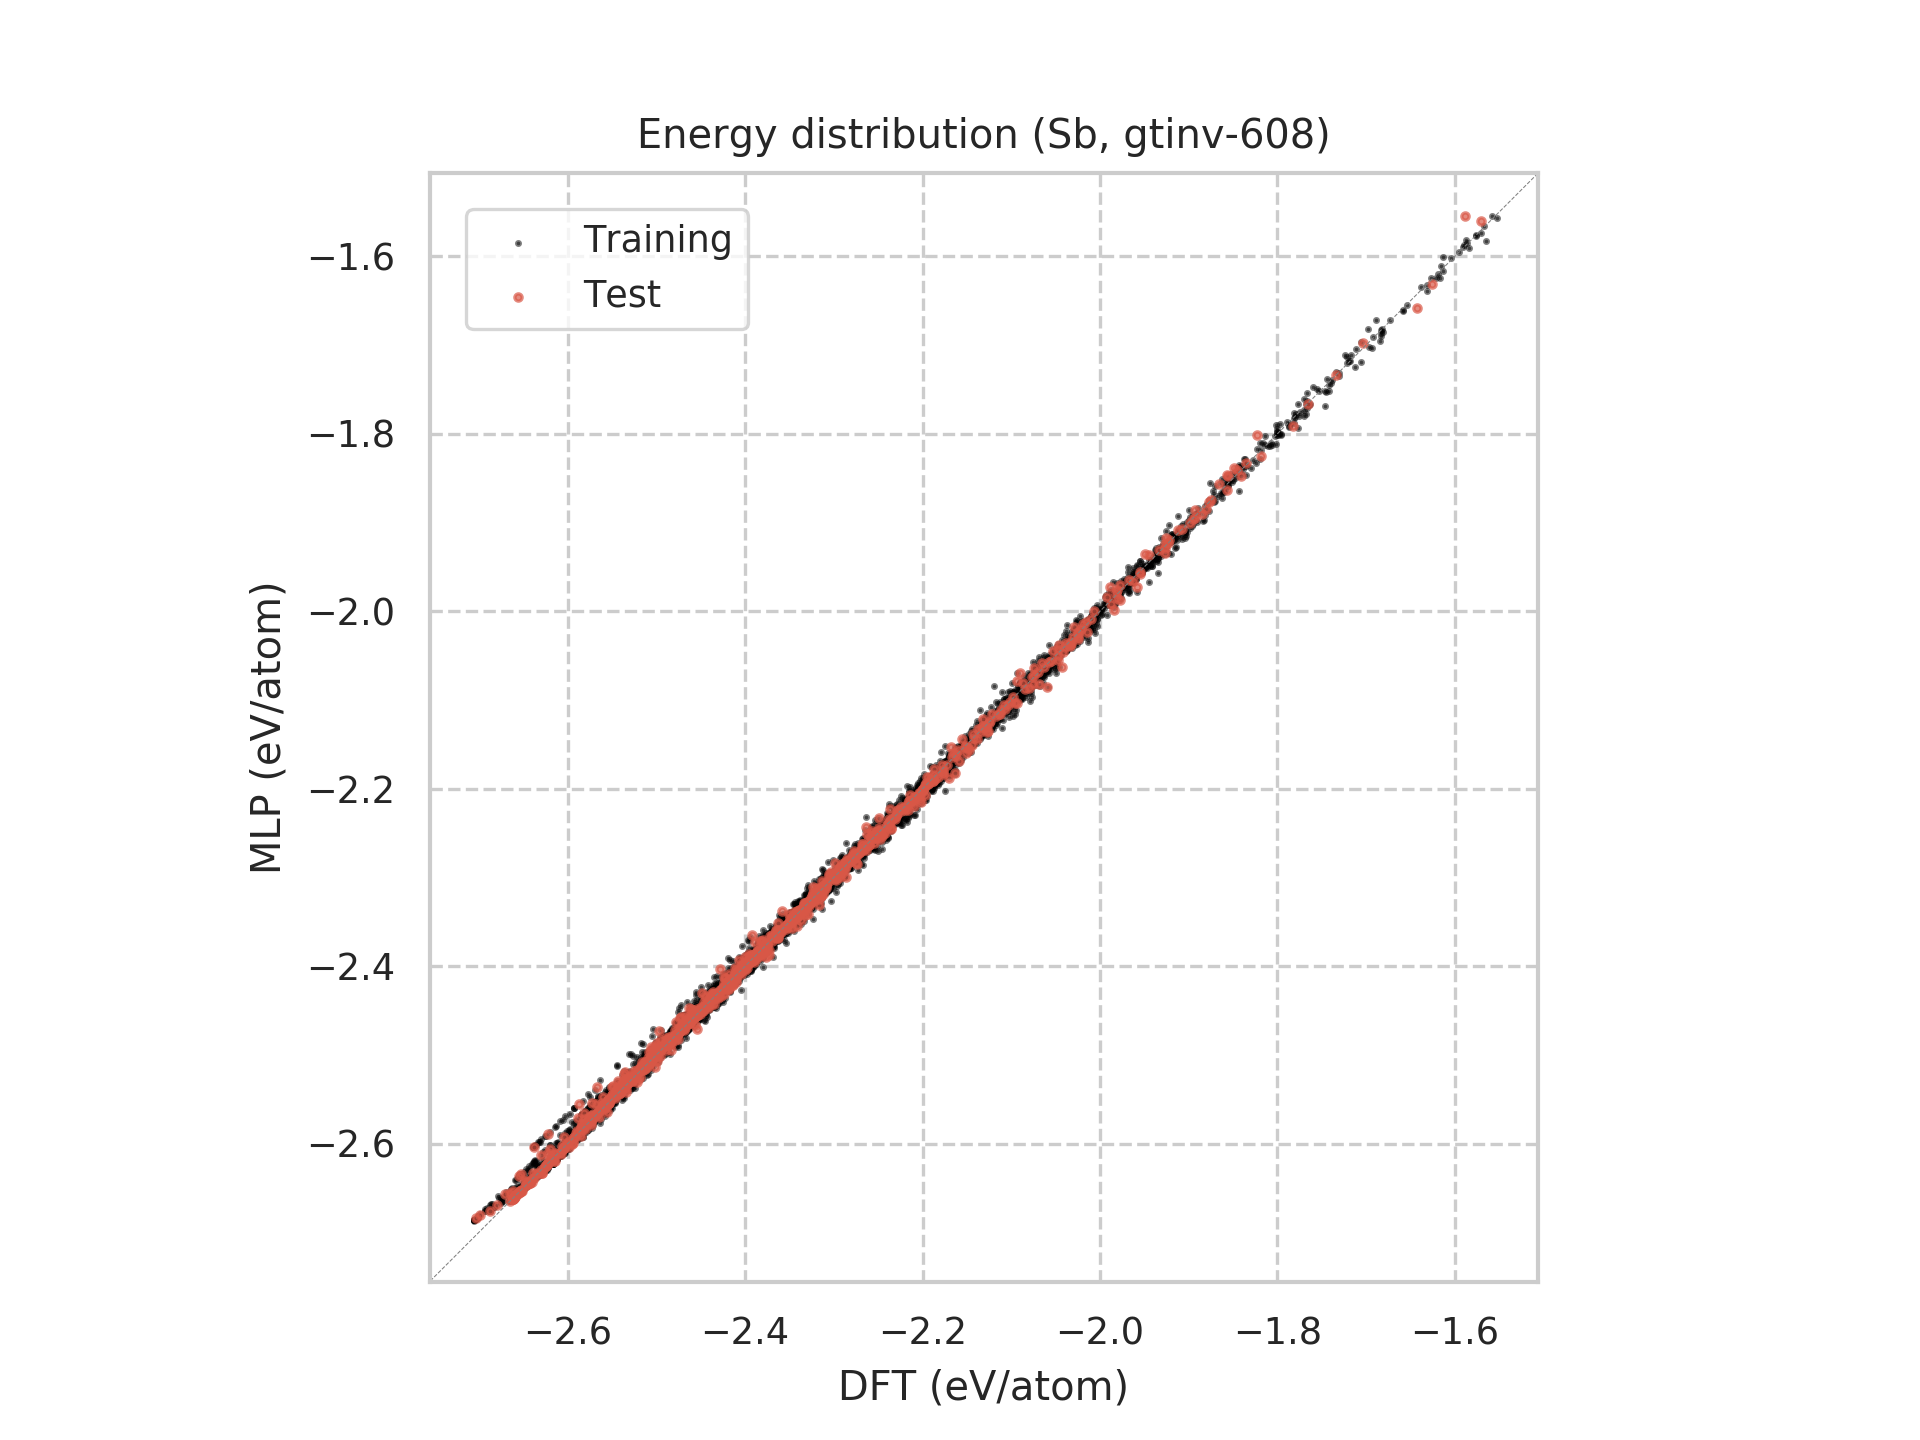 Energy distribution (Sb, gtinv-608)
Training
Test
−1.6
−1.8
−2.0
−2.2
−2.4
−2.6
MLP (eV/atom)
−2.6 −2.4 −2.2 −2.0 −1.8 −1.6
DFT (eV/atom)